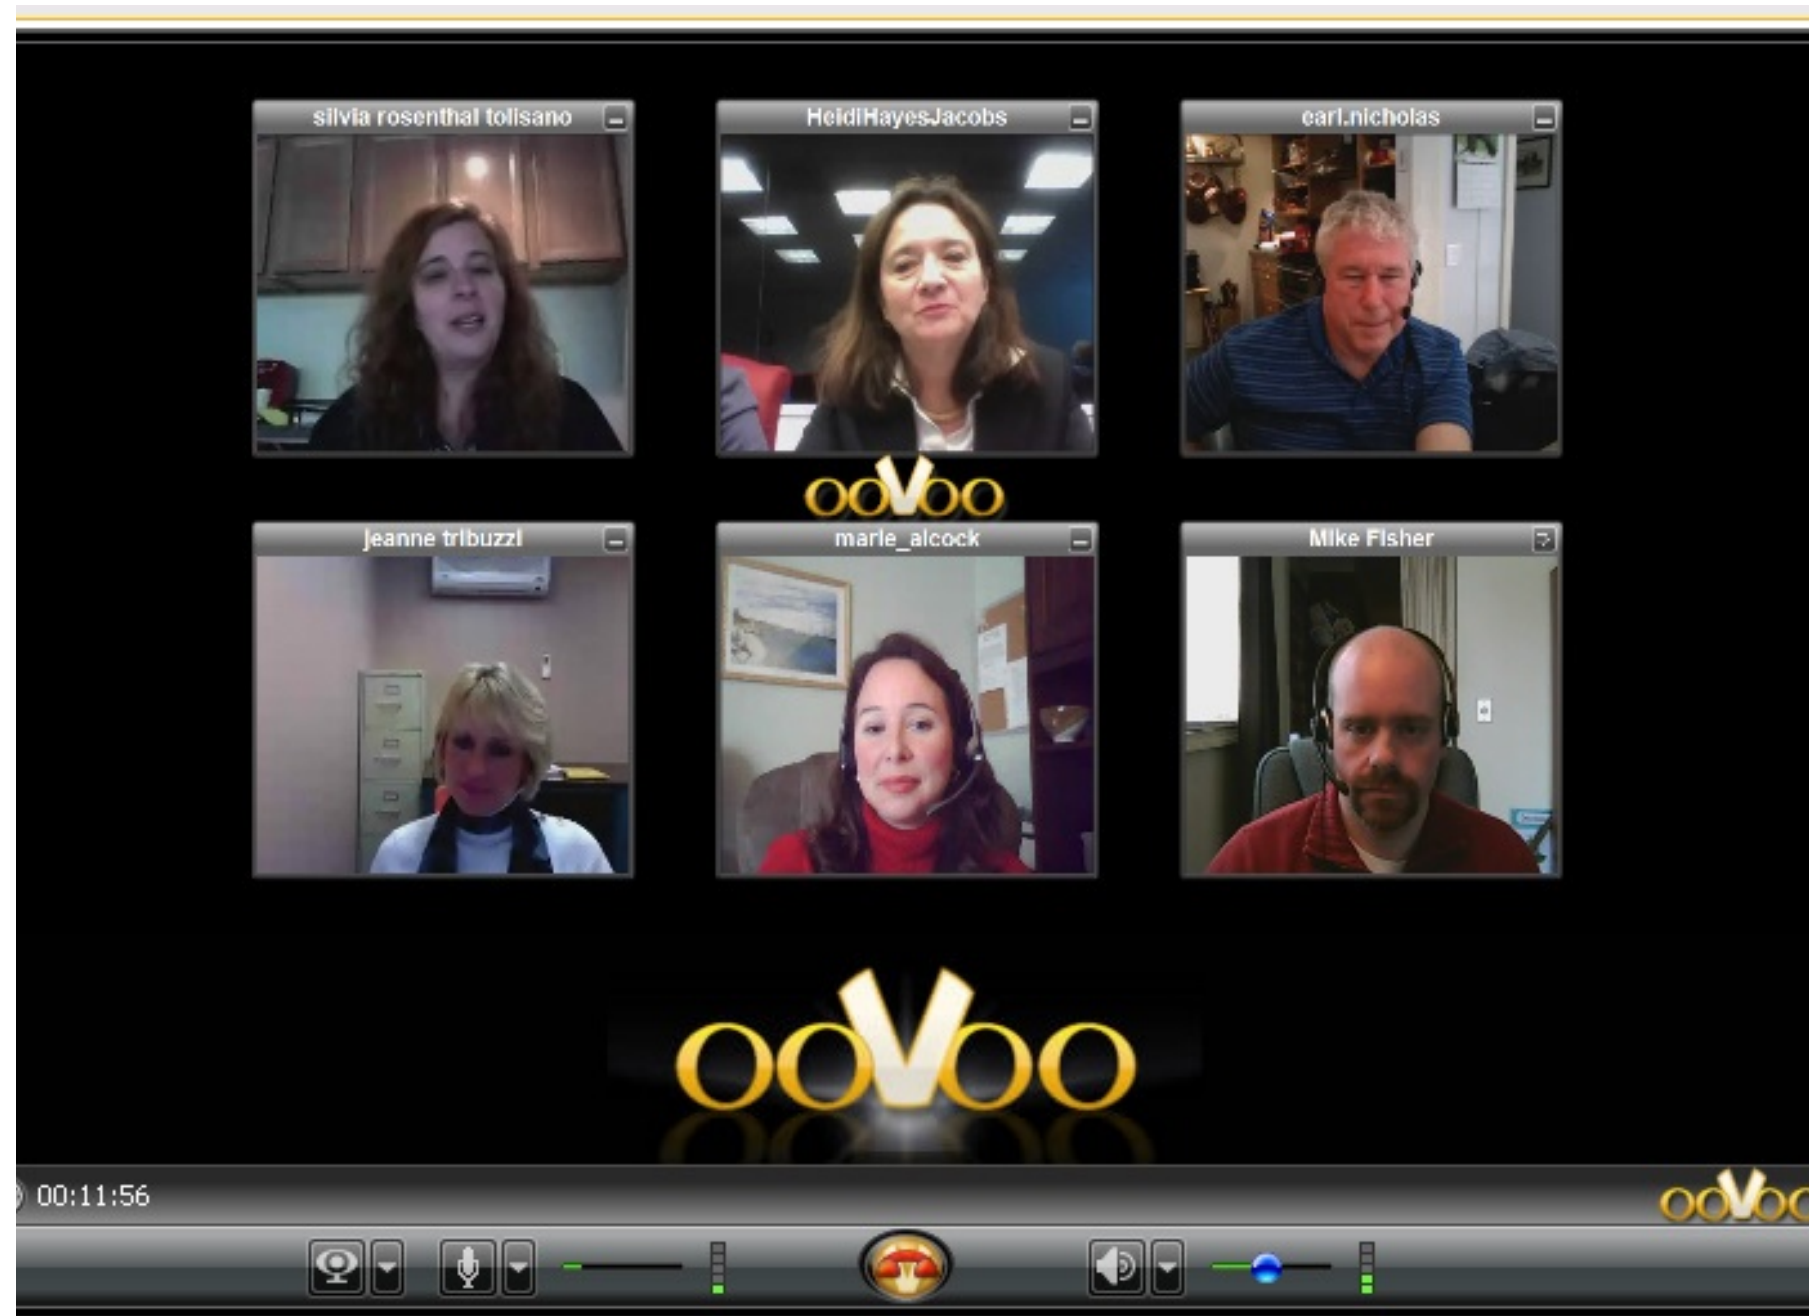 silvia rosenthal tolisano
HeidiHayesJacobs
earl.nicholas
ooVoo
jeanne tribuzzi
marie_alcock
Mike Fisher
ooVoo
00:11:56
ooVoo